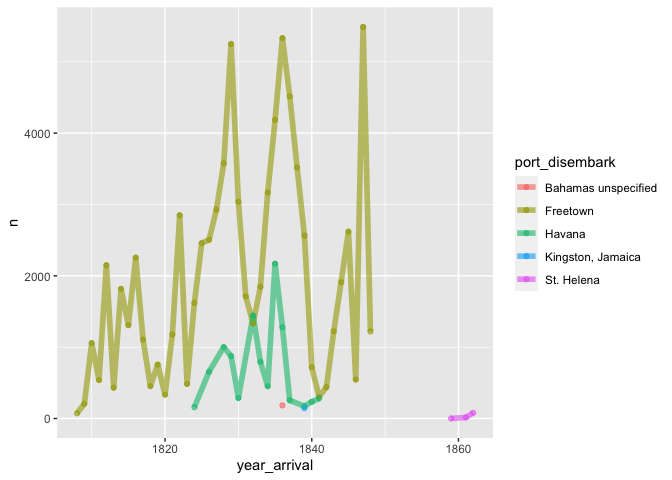 n
4000
2000
0
1820
1840
1860
year_arrival
port_disembark
Bahamas unspecified
Freetown
Havana
Kingston, Jamaica
St. Helena